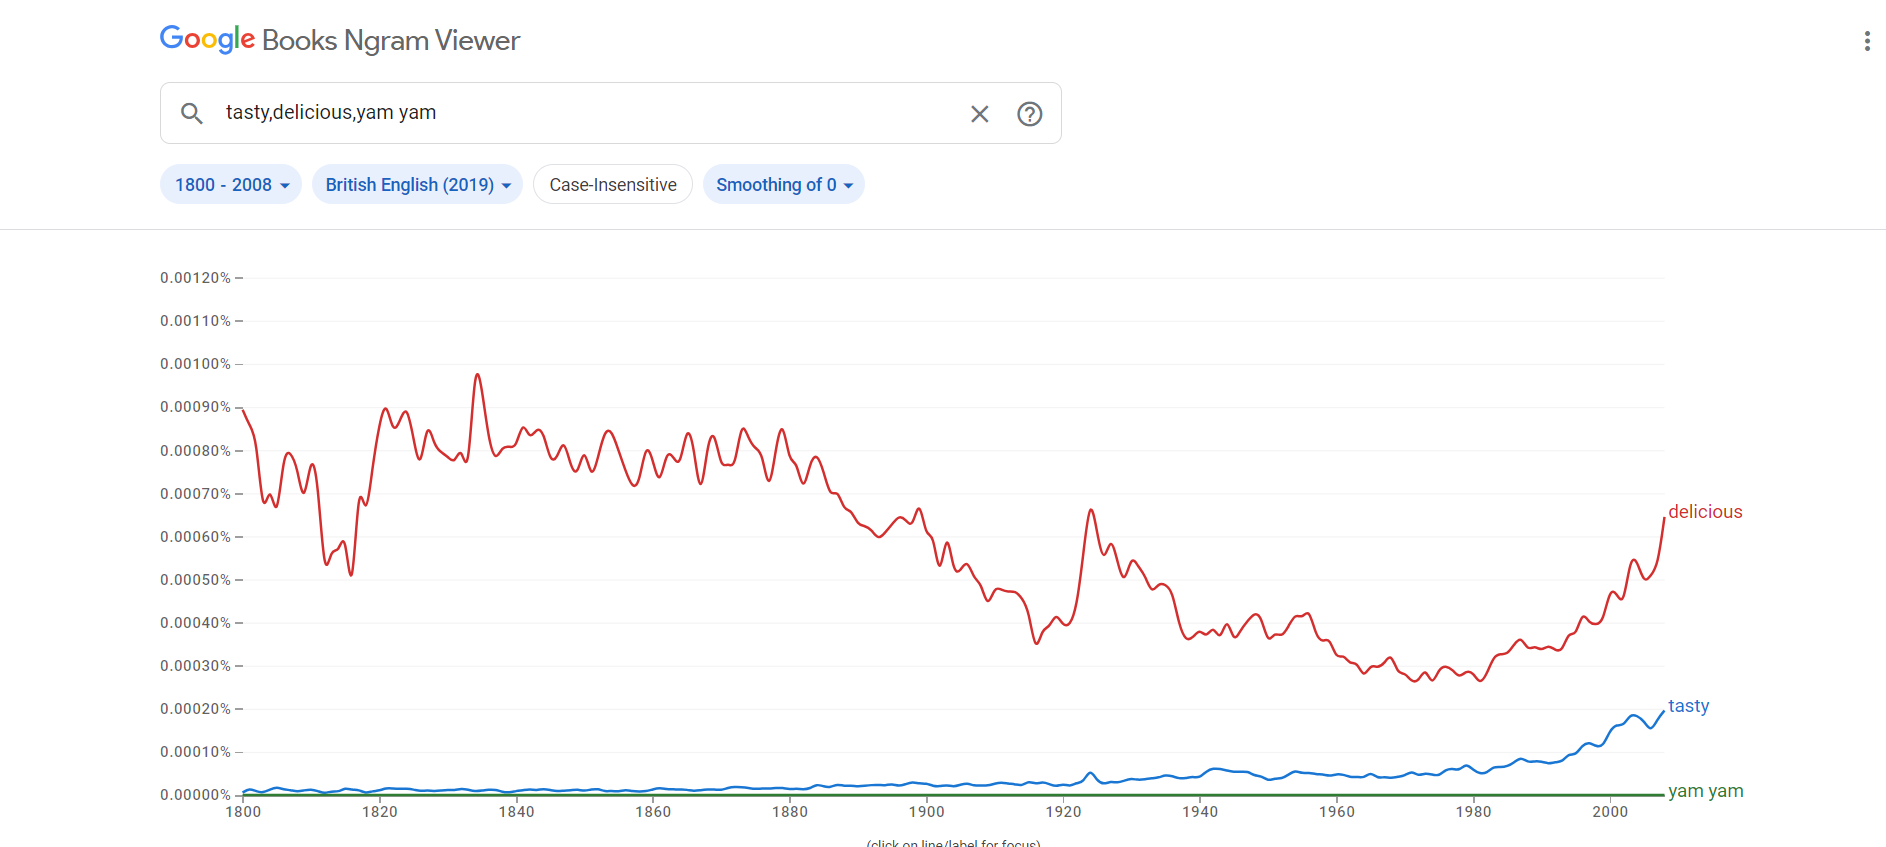 Google Books Ngram Viewer
tasty,delicious,yam yam
1800 - 2008 British English (2019) Case-Insensitive Smoothing of 0
0.00120%
0.00110%
0.00100%
0.00090%
0.00080%
0.00070%
0.00060%
delicious
0.00050%
0.00040%
0.00030%
0.00020%
tasty
0.00010%
0.00000%
yam yam
1800 1820 1840 1860 1880 1900 1920 1940 1960 1980 2000
(click on line/label for focus)